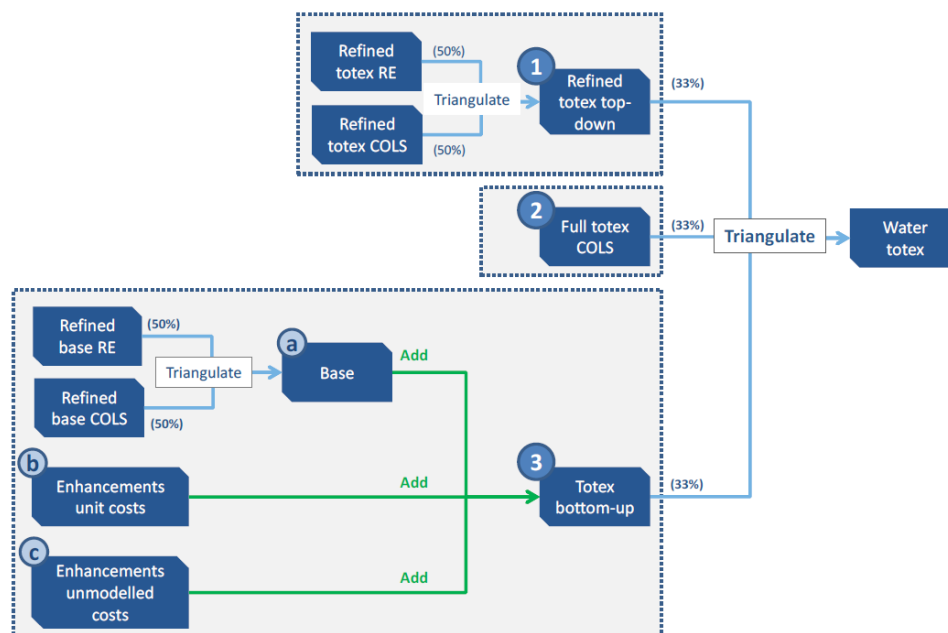 Refined
totex RE
(50%)
Triangulate
Refined
totex COLS
(50%)
1
Refined
totex top-
down
(33%)
2
Full totex
COLS
(33%)
Triangulate
Water
totex
Refined
base RE
(50%)
Triangulate
Refined
base COLS
(50%)
a
Base
Add
b
Enhancements
unit costs
Add
3
Totex
bottom-up
(33%)
c
Enhancements
unmodelled
costs
Add